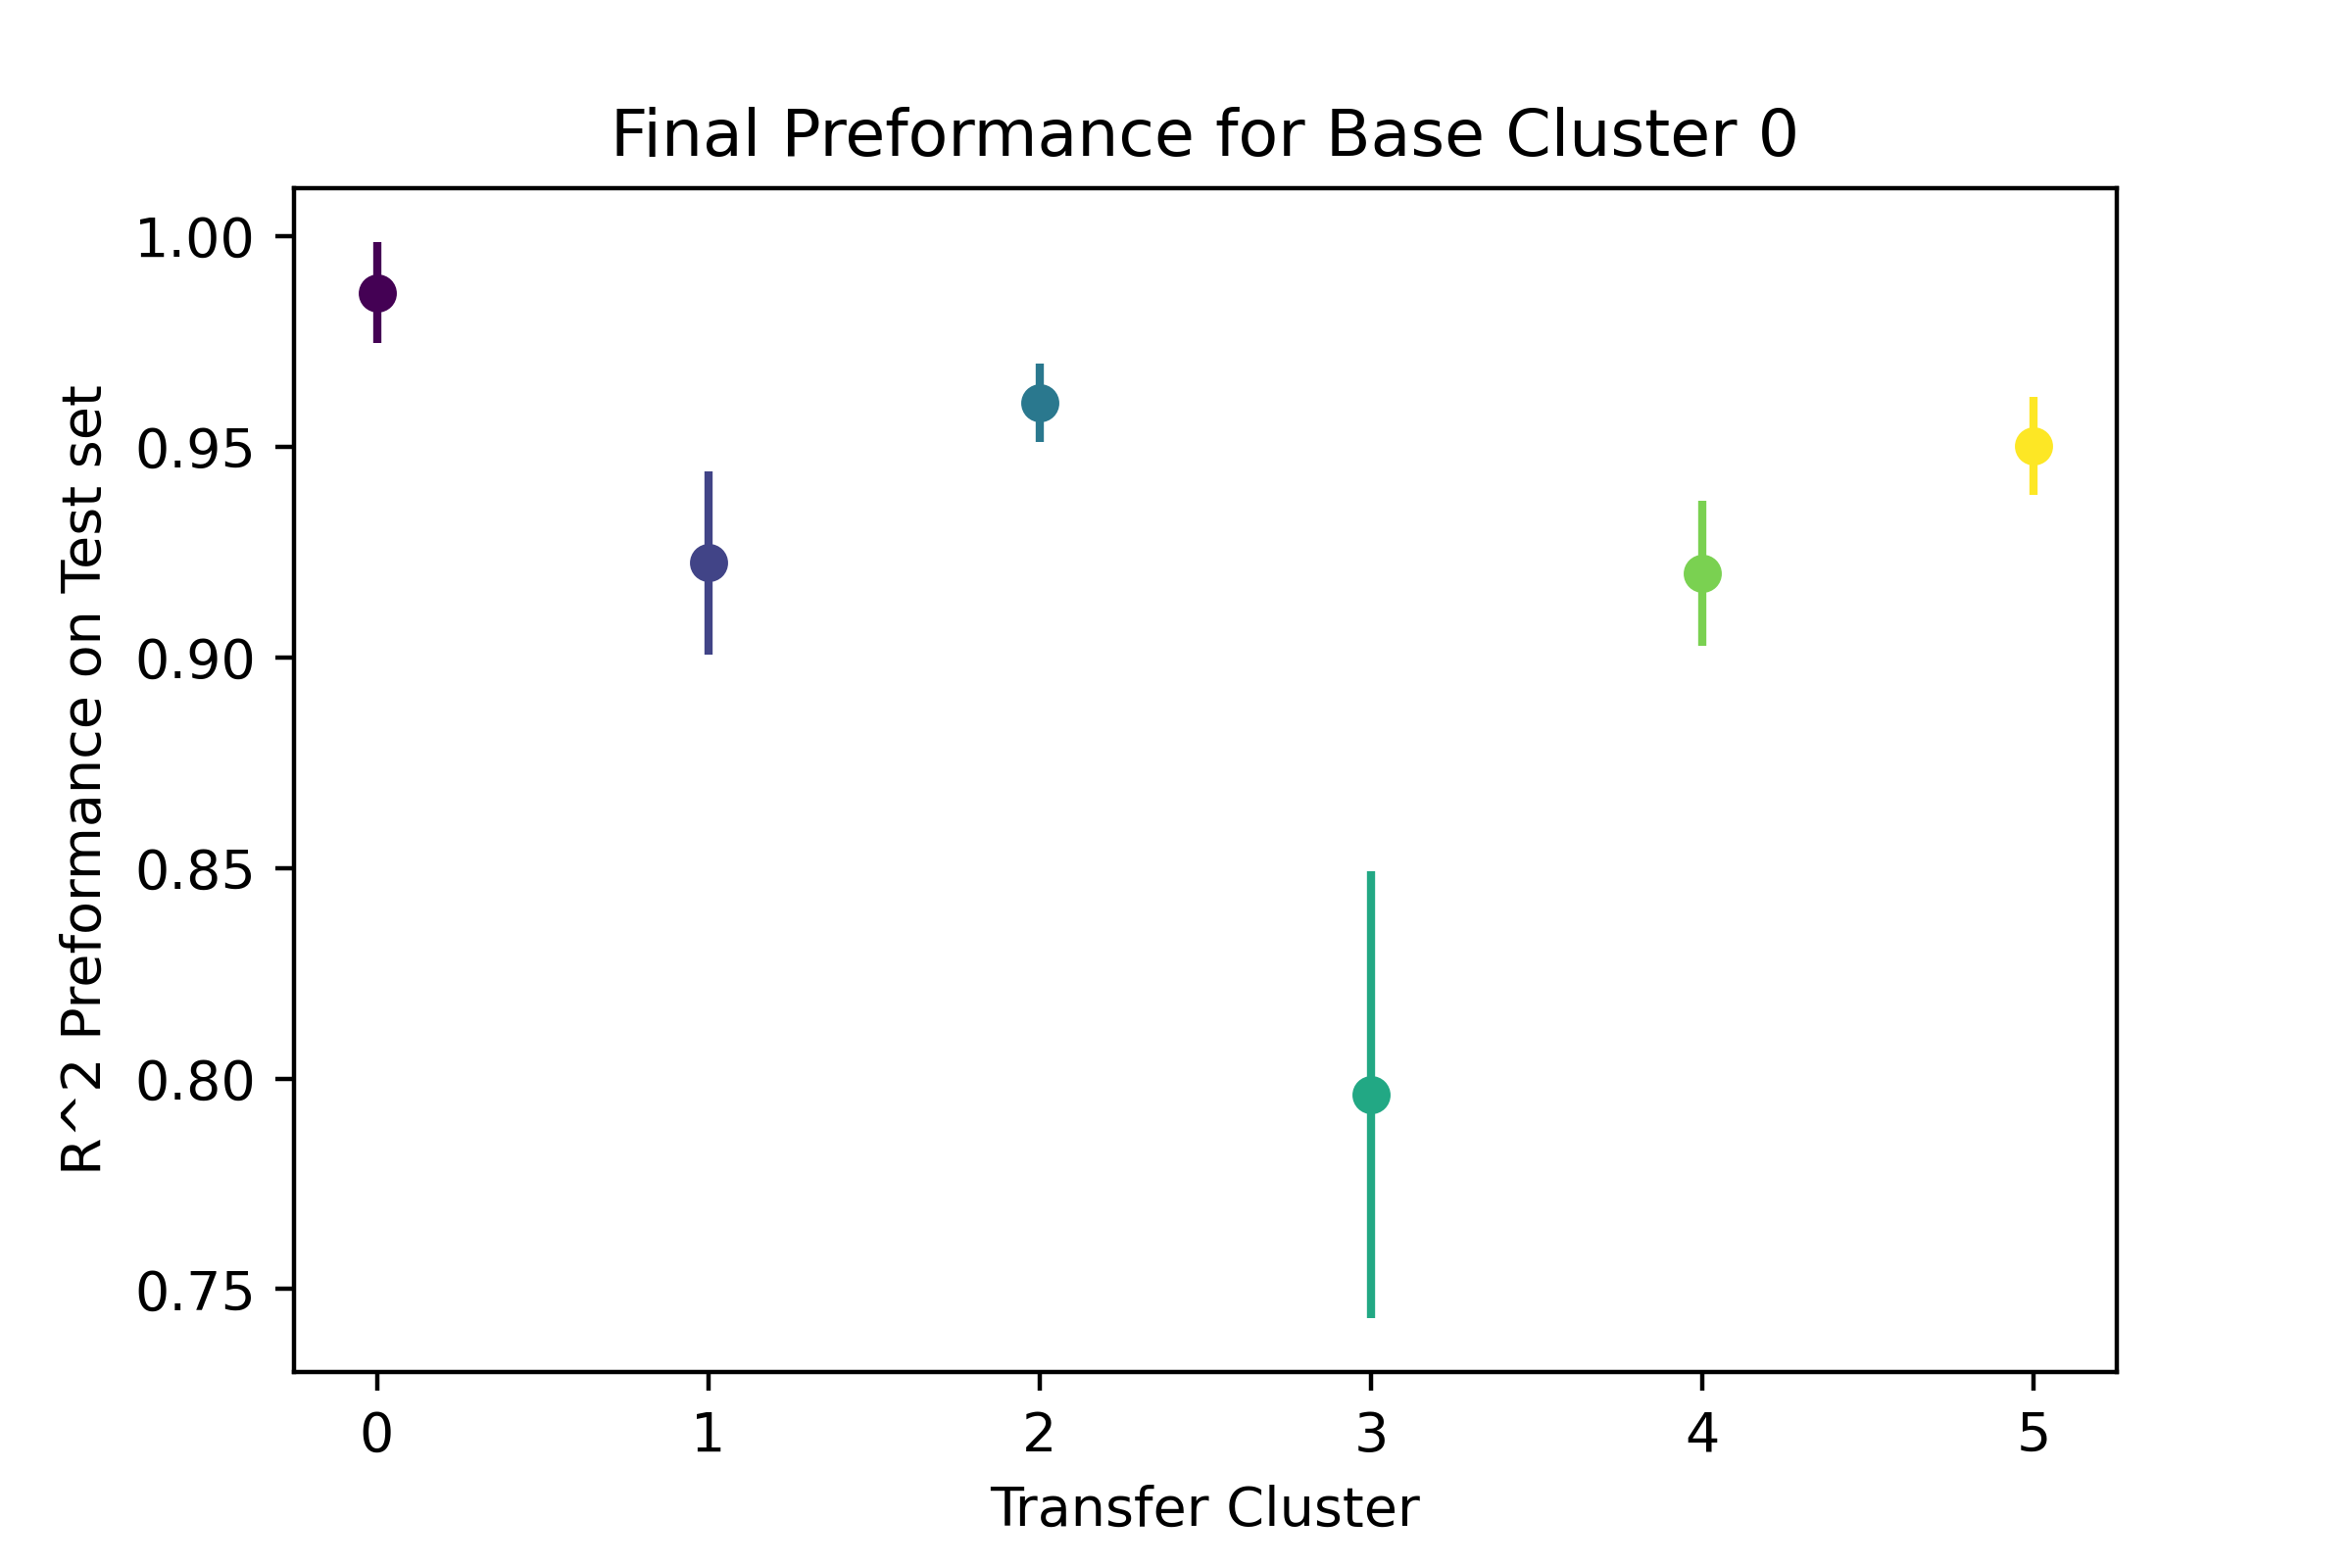 Final Preformance for Base Cluster 0
R^2 Preformance on Test set
1.00
0.95
0.90
0.85
0.80
0.75
0 1 2 3 4 5
Transfer Cluster